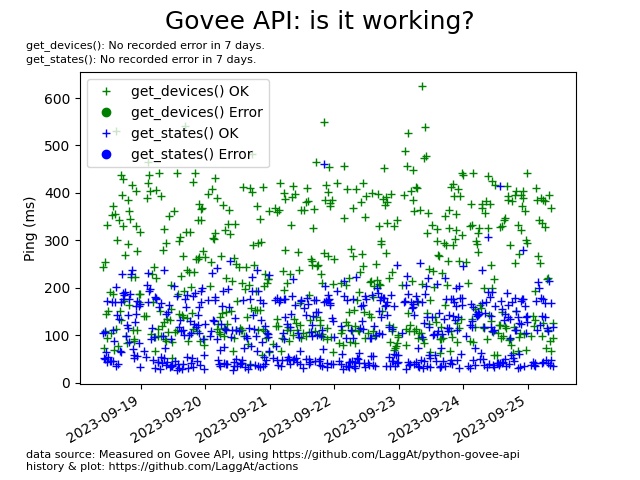 Govee API: is it working?
get_devices(): No recorded error in 7 days.
get_states(): No recorded error in 7 days.
get_devices() OK
get_devices() Error
get_states() OK
get_states() Error
Ping (ms)
600
500
400
300
200
100
0
2023-09-19
2023-09-20
2023-09-21
2023-09-22
2023-09-23
2023-09-24
2023-09-25
data source: Measured on Govee API, using https://github.com/LaggAt/python-govee-api
history & plot: https://github.com/LaggAt/actions